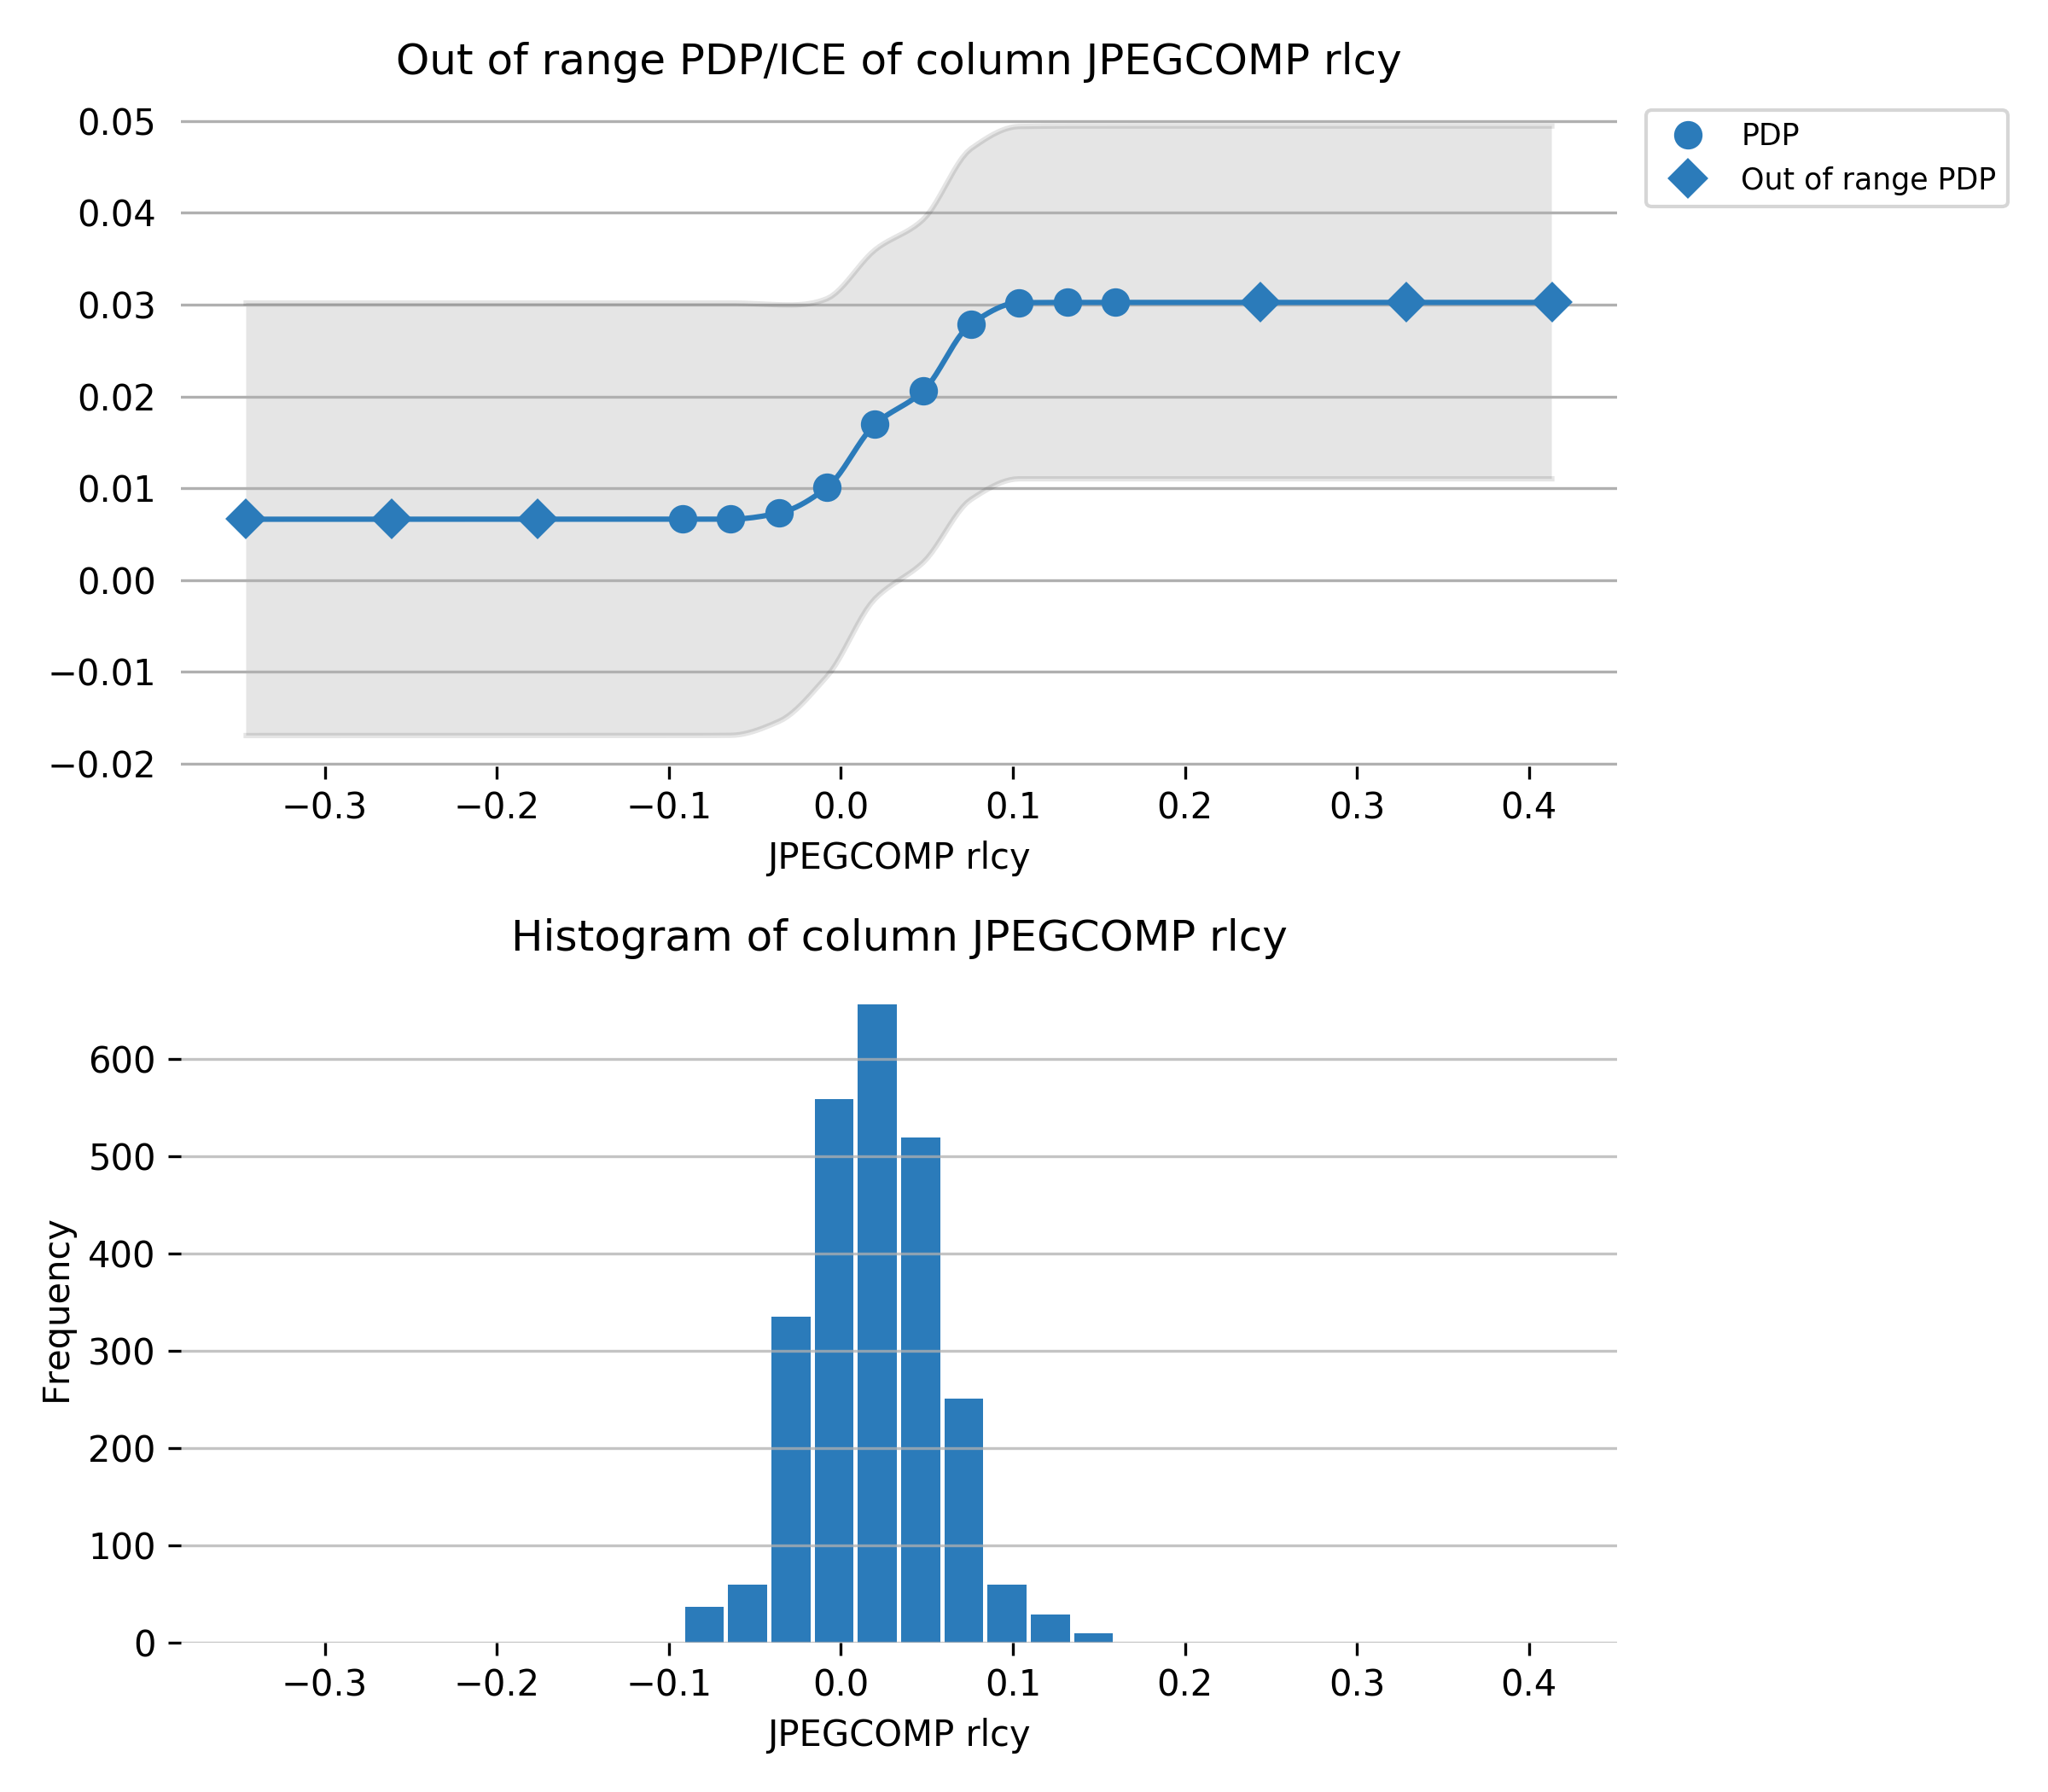 Out of range PDP/ICE of column JPEGCOMP rlcy
0.05
0.04
0.03
0.02
0.01
0.00
−0.01
−0.02
PDP
Out of range PDP
−0.3 −0.2 −0.1 0.0 0.1 0.2 0.3 0.4
JPEGCOMP rlcy
Histogram of column JPEGCOMP rlcy
Frequency
600
500
400
300
200
100
0
−0.3 −0.2 −0.1 0.0 0.1 0.2 0.3 0.4
JPEGCOMP rlcy